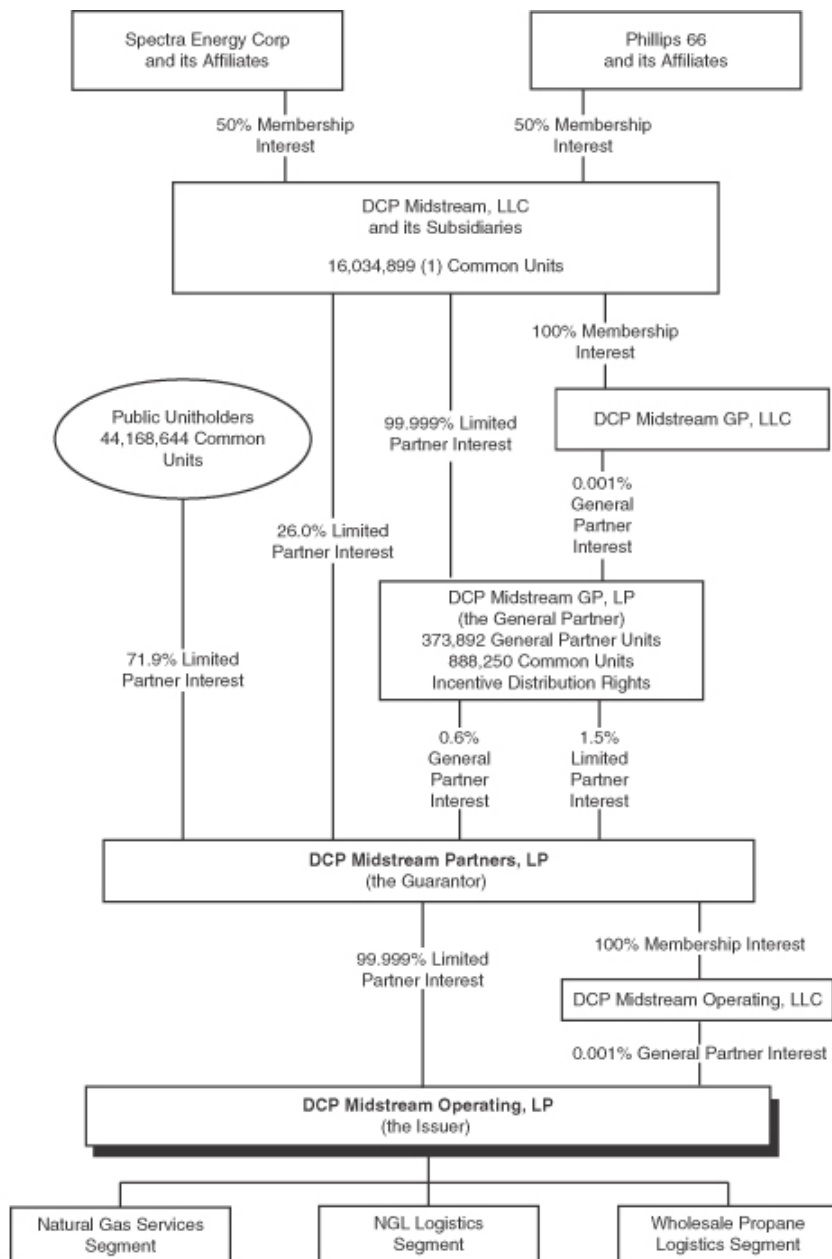 Spectra Energy Corp
and its Affiliates
Phillips 66
and its Affiliates
50% Membership
Interest
50% Membership
Interest
DCP Midstream, LLC
and its Subsidiaries
16,034,899 (1) Common Units
100% Membership
Interest
Public Unitholders
44,168,644 Common
Units
99.999% Limited
Partner Interest
DCP Midstream GP, LLC
0.001%
General
Partner
Interest
26.0% Limited
Partner Interest
DCP Midstream GP, LP
(the General Partner)
373,892 General Partner Units
888,250 Common Units
Incentive Distribution Rights
71.9% Limited
Partner Interest
0.6%
General
Partner
Interest
1.5%
Limited
Partner
Interest
DCP Midstream Partners, LP
(the Guarantor)
99.999% Limited
Partner Interest
100% Membership Interest
DCP Midstream Operating, LLC
0.001% General Partner Interest
DCP Midstream Operating, LP
(the Issuer)
Natural Gas Services
Segment
NGL Logistics
Segment
Wholesale Propane
Logistics Segment